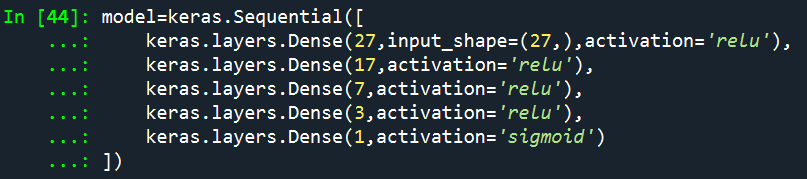 In [44]: model=keras.Sequential([
    ...:     keras.layers.Dense(27,input_shape=(27,),activation='relu'),
    ...:     keras.layers.Dense(17,activation='relu'),
    ...:     keras.layers.Dense(7,activation='relu'),
    ...:     keras.layers.Dense(3,activation='relu'),
    ...:     keras.layers.Dense(1,activation='sigmoid')
    ...: ])